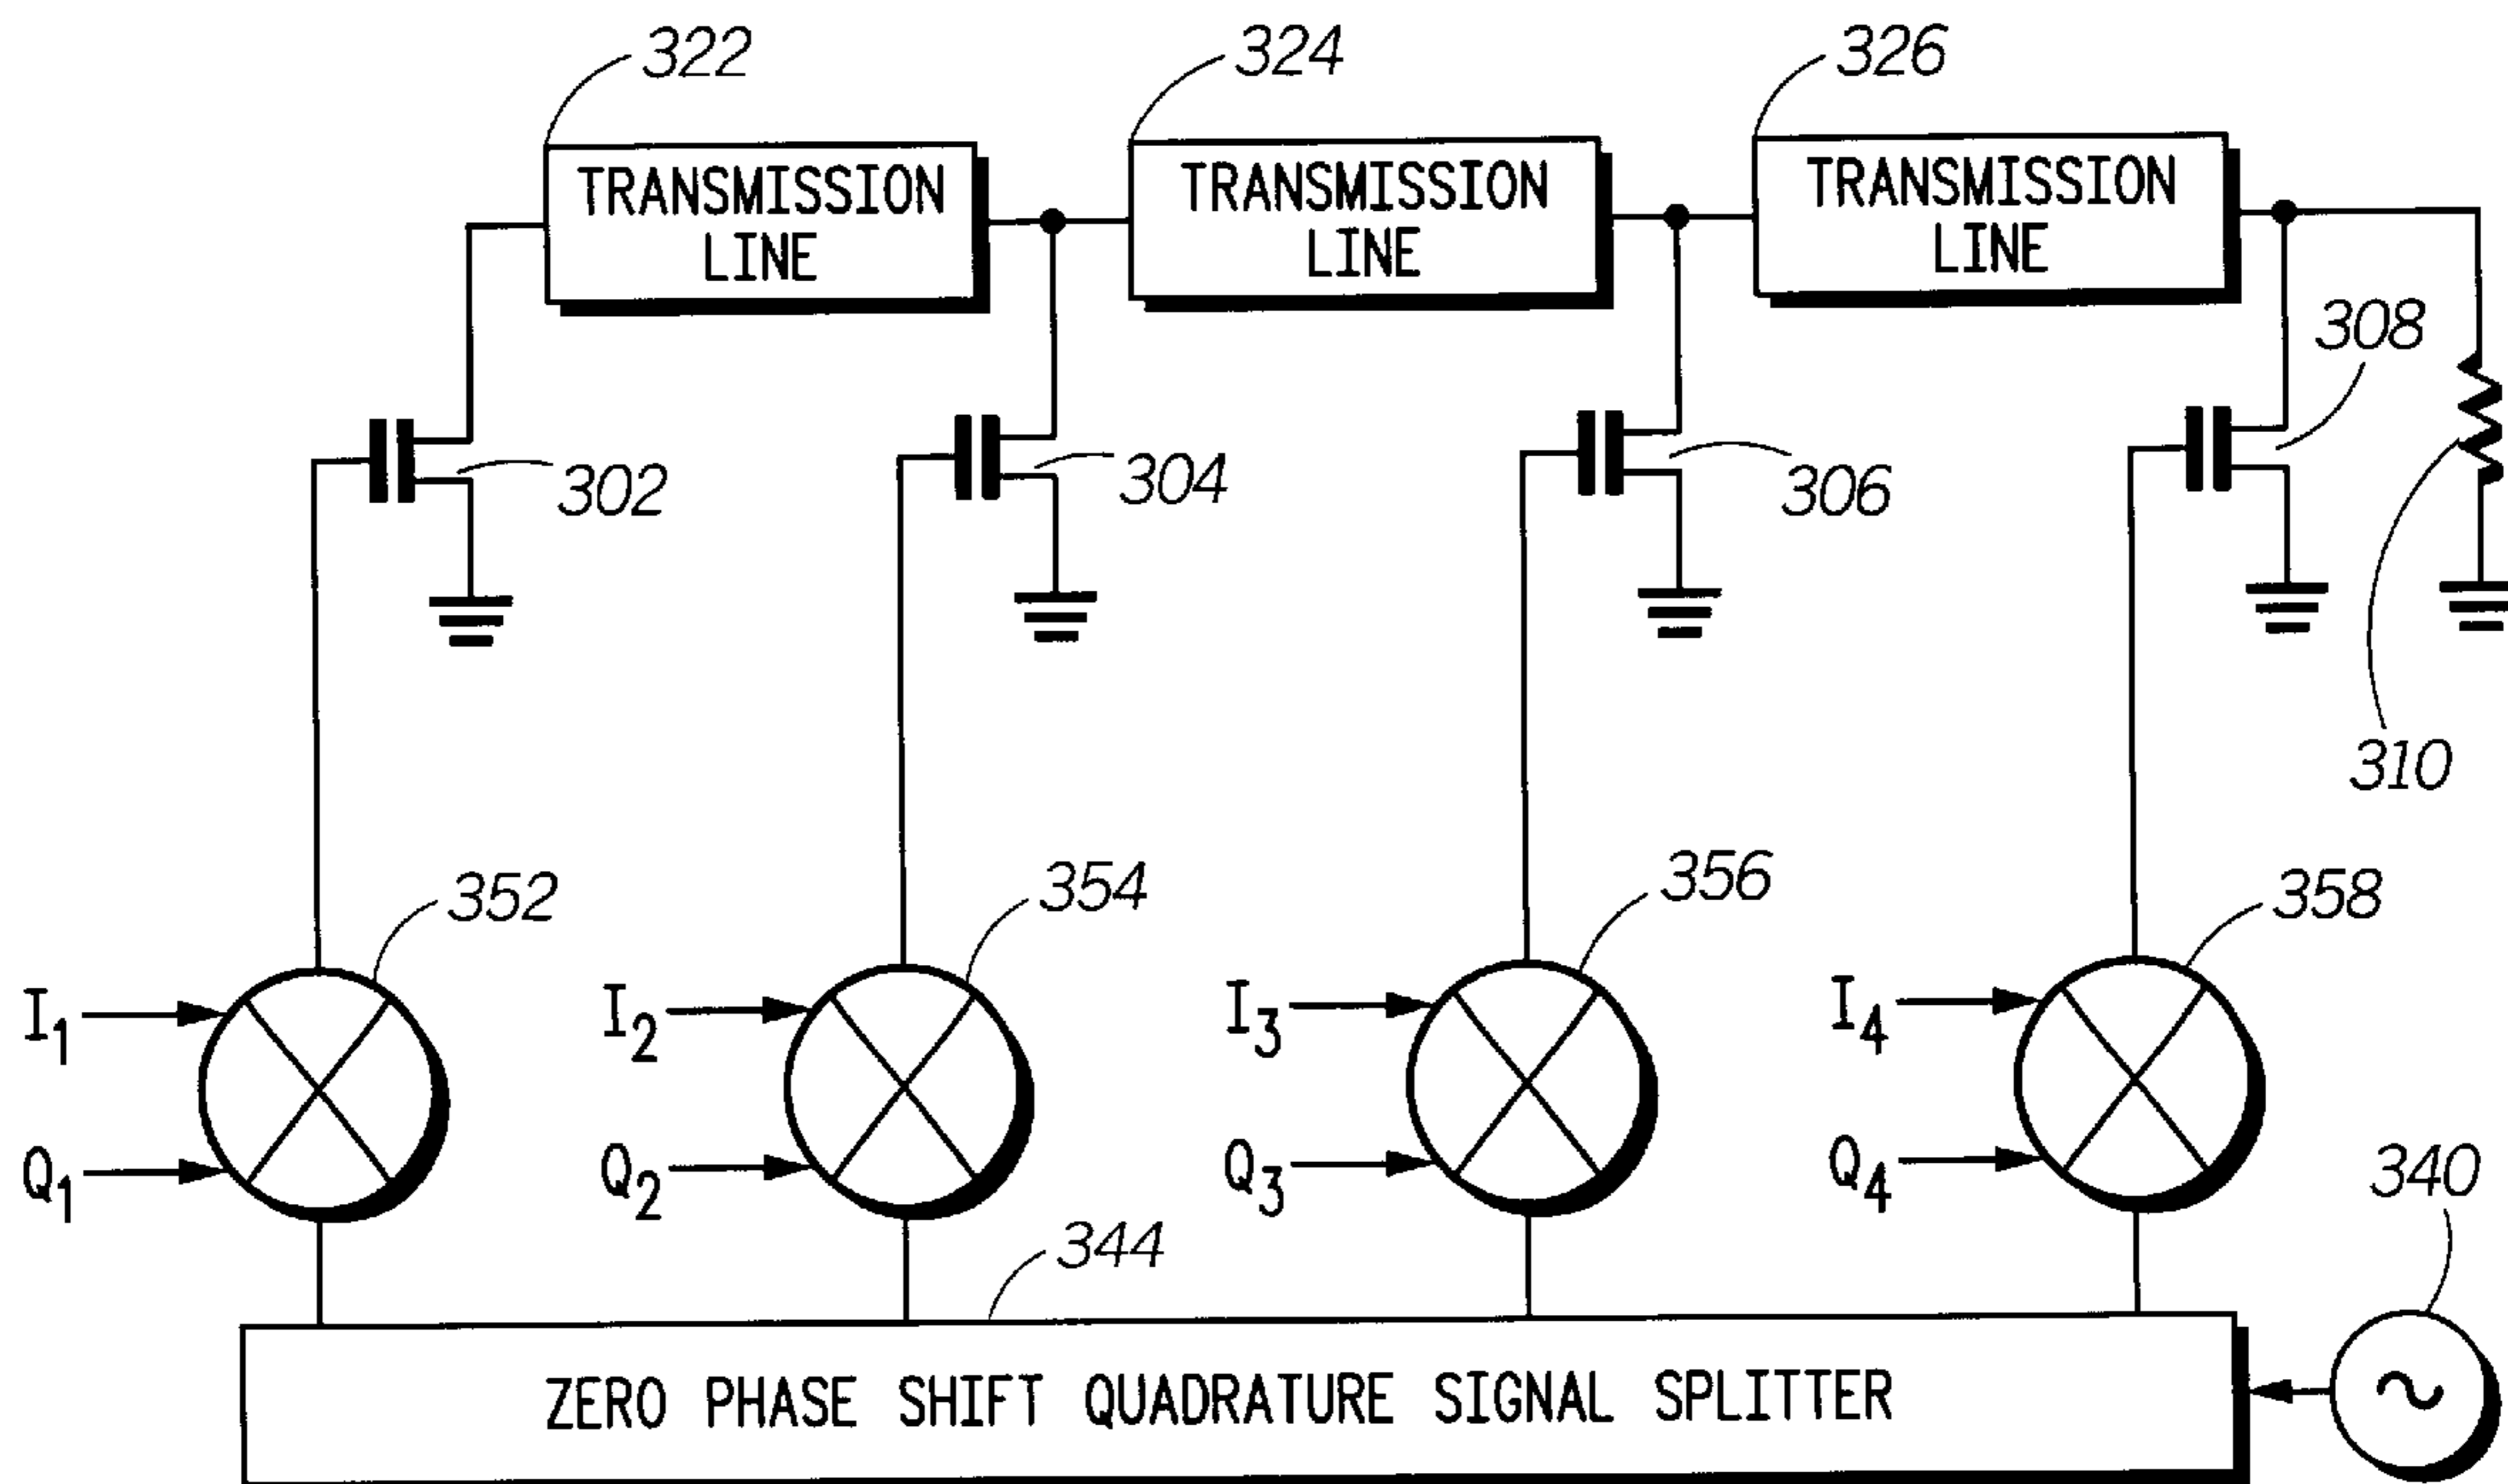 322
324
326
TRANSMISSION
LINE
TRANSMISSION
LINE
TRANSMISSION
LINE
308
302
304
306
310
352
354
356
358
I1
I2
I3
I4
Q1
Q2
Q3
Q4
340
344
ZERO PHASE SHIFT QUADRATURE SIGNAL SPLITTER